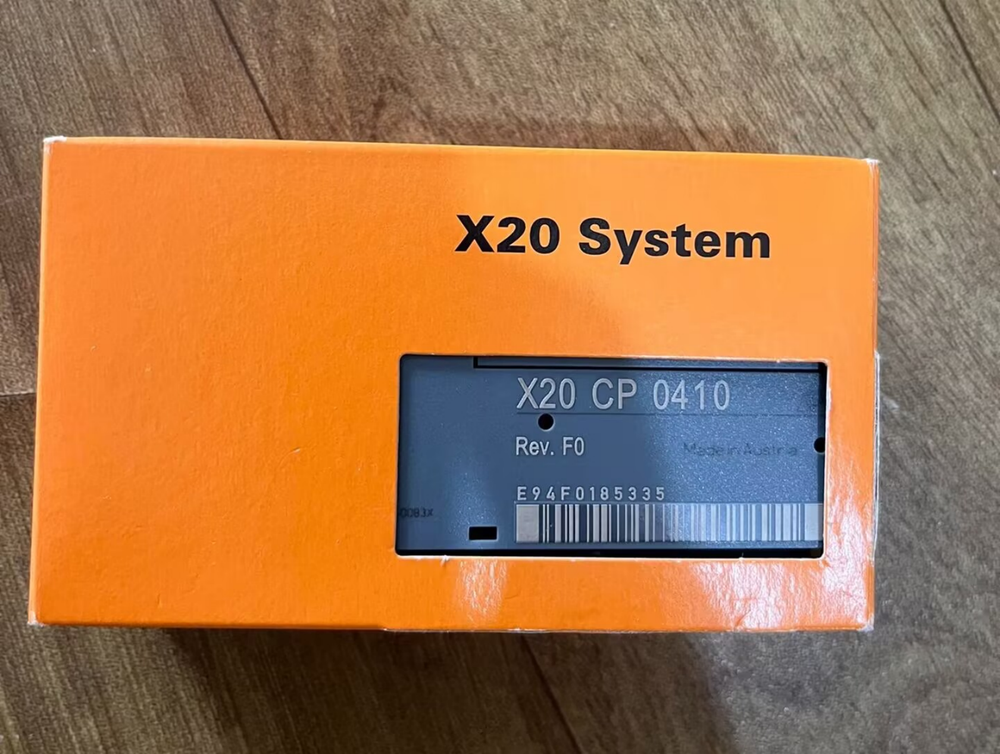 X20 System
X20 CP 0410
Rev. F0
Made in Austria
E94F0185335